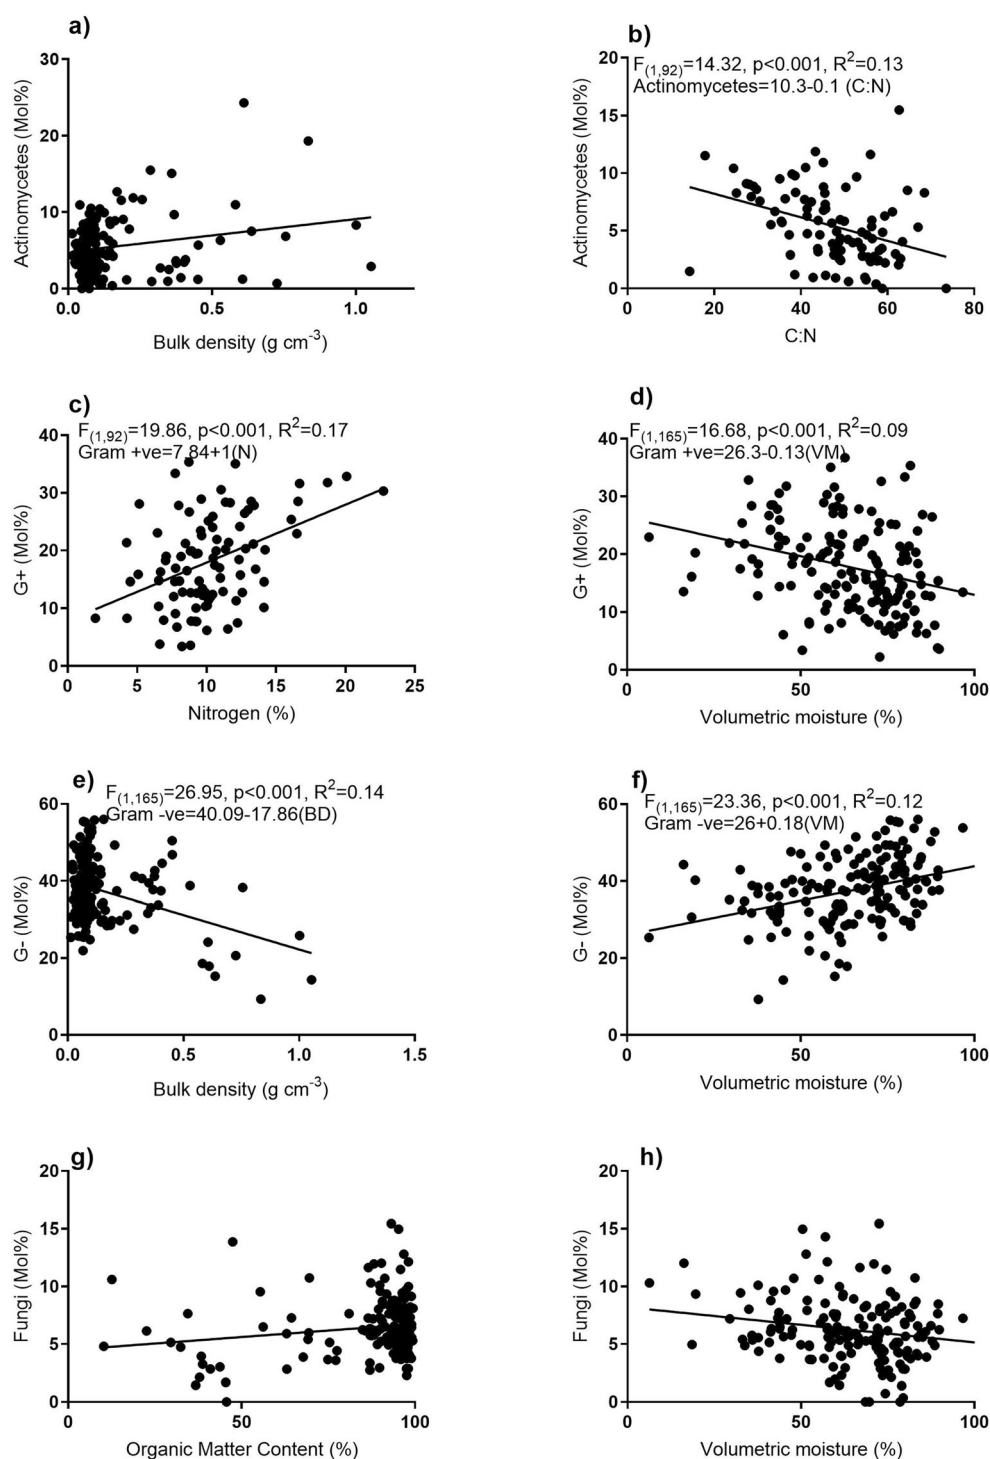 a)
30
20
10
0
Actinomycetes (Mol%)
0.0 0.5 1.0
Bulk density (g cm-3)
b)
F(1,92)=14.32, p<0.001, R2=0.13
Actinomycetes=10.3-0.1 (C:N)
20
15
10
5
0
Actinomycetes (Mol%)
0 20 40 60 80
C:N
c)
F(1,92)=19.86, p<0.001, R2=0.17
Gram +ve=7.84+1(N)
40
30
20
10
0
G+ (Mol%)
0 5 10 15 20 25
Nitrogen (%)
d)
F(1,165)=16.68, p<0.001, R2=0.09
Gram +ve=26.3-0.13(VM)
40
30
20
10
0
G+ (Mol%)
0 50 100
Volumetric moisture (%)
e)
F(1,165)=26.95, p<0.001, R2=0.14
Gram -ve=40.09-17.86(BD)
60
40
20
0
G- (Mol%)
0.0 0.5 1.0 1.5
Bulk density (g cm-3)
f)
F(1,165)=23.36, p<0.001, R2=0.12
Gram -ve=26+0.18(VM)
60
40
20
0
G- (Mol%)
0 50 100
Volumetric moisture (%)
g)
20
15
10
5
0
Fungi (Mol%)
0 50 100
Organic Matter Content (%)
h)
20
15
10
5
0
Fungi (Mol%)
0 50 100
Volumetric moisture (%)